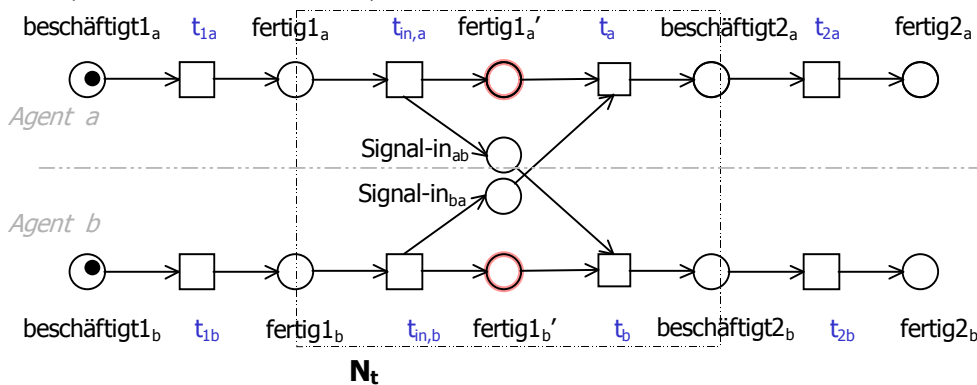 beschäftigt1a t1a fertig1a tin,a fertig1a′ ta beschäftigt2a t2a fertig2a
Agent a
Signal-inab
Signal-inba
Agent b
beschäftigt1b t1b fertig1b tin,b fertig1b′ tb beschäftigt2b t2b fertig2b
Nt